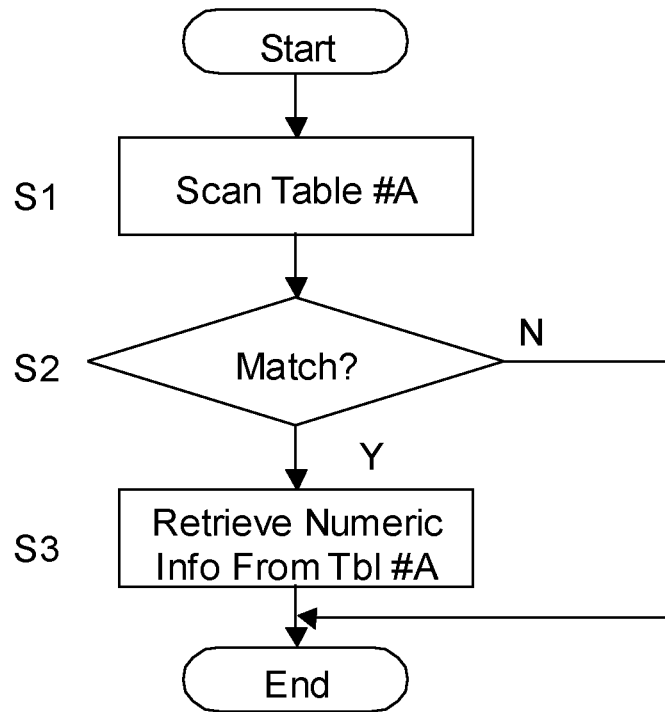 Start
S1
Scan Table #A
S2
Match?
N
Y
S3
Retrieve Numeric
Info From Tbl #A
End